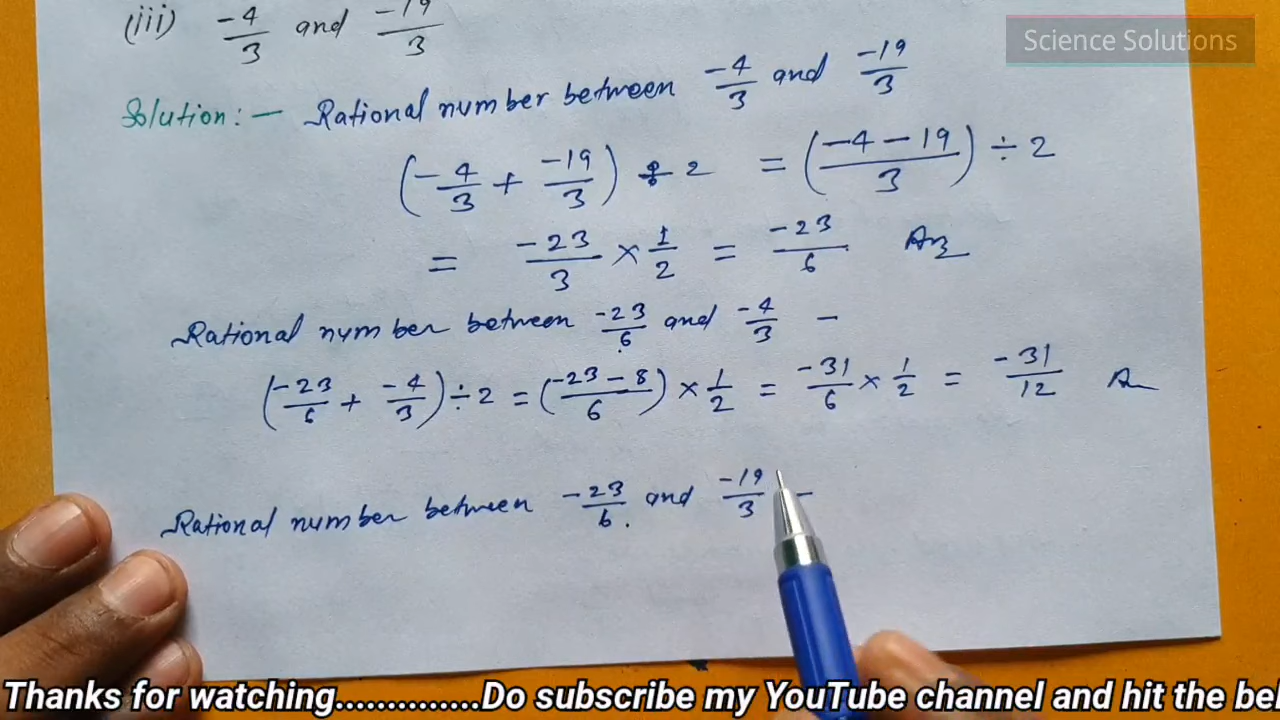 Science Solutions
(iii) -4/3 and -19/3
Solution:- Rational number between -4/3 and -19/3
(-4/3 + -19/3) ÷ 2 = (-4-19/3) ÷ 2
= -23/3 × 1/2 = -23/6 Ans
Rational number between -23/6 and -4/3 -
(-23/6 + -4/3) ÷ 2 = (-23-8/6) × 1/2 = -31/6 × 1/2 = -31/12 An
Rational number between -23/6 and -19/3 -
Thanks for watching..............Do subscribe my YouTube channel and hit the bel